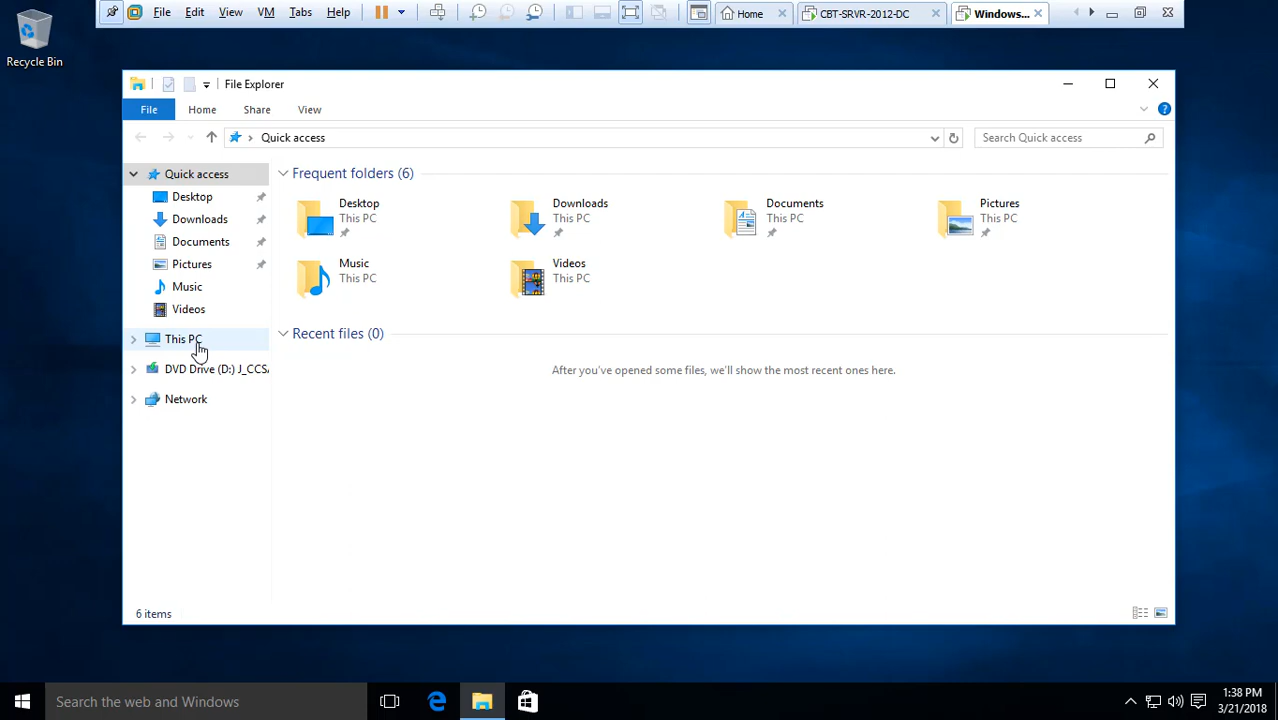 File Edit View VM Tabs Help Home CBT-SRVR-2012-DC Windows...
Recycle Bin
File Explorer
File Home Share View
Quick access Search Quick access
Quick access
Desktop
Downloads
Documents
Pictures
Music
Videos
This PC
DVD Drive (D:) J_CCSA
Network
Frequent folders (6)
Desktop
This PC
Downloads
This PC
Documents
This PC
Pictures
This PC
Music
This PC
Videos
This PC
Recent files (0)
After you've opened some files, we'll show the most recent ones here.
6 items
Search the web and Windows
1:38 PM
3/21/2018